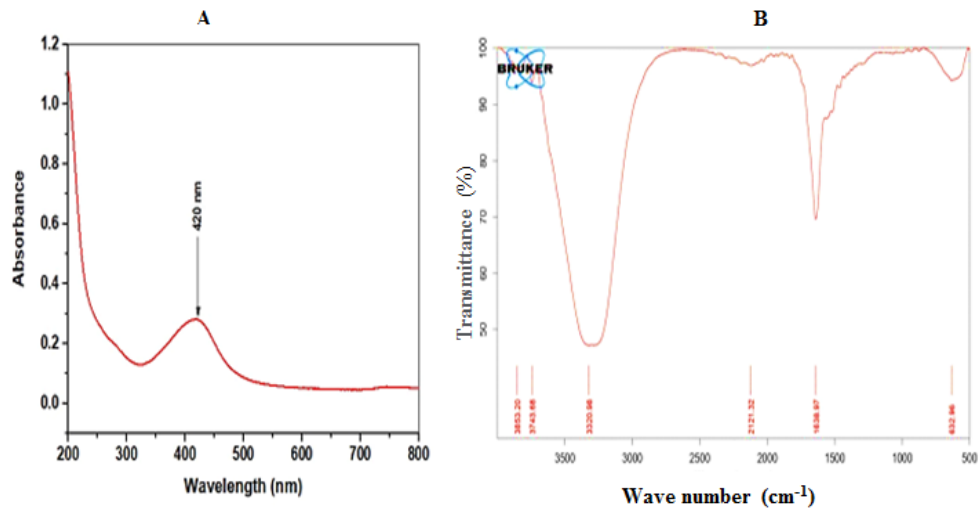 A
B
1.2
1.0
0.8
0.6
0.4
0.2
0.0
Absorbance
420 nm
200 300 400 500 600 700 800
Wavelength (nm)
BRUKER
100
90
80
70
60
50
Transmittance (%)
3853.20
3743.68
3320.98
2121.32
1638.97
632.96
3500 3000 2500 2000 1500 1000 500
Wave number (cm-1)